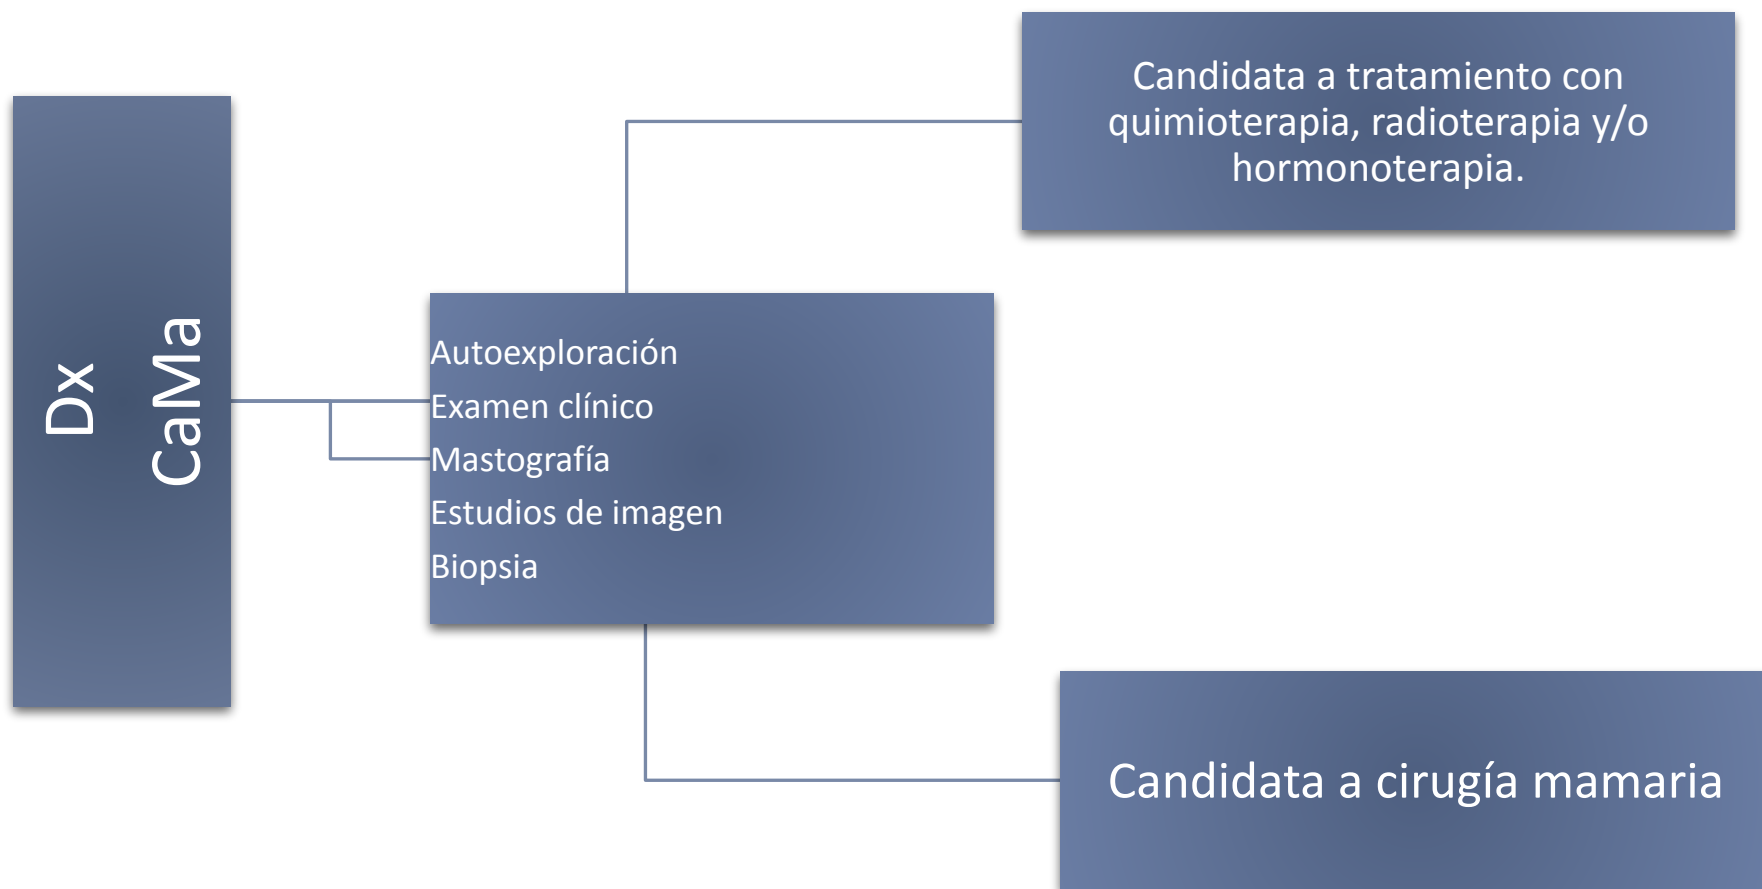 Dx
CaMa
Candidata a tratamiento con
quimioterapia, radioterapia y/o
hormonoterapia.
Autoexploración
Examen clínico
Mastografía
Estudios de imagen
Biopsia
Candidata a cirugía mamaria